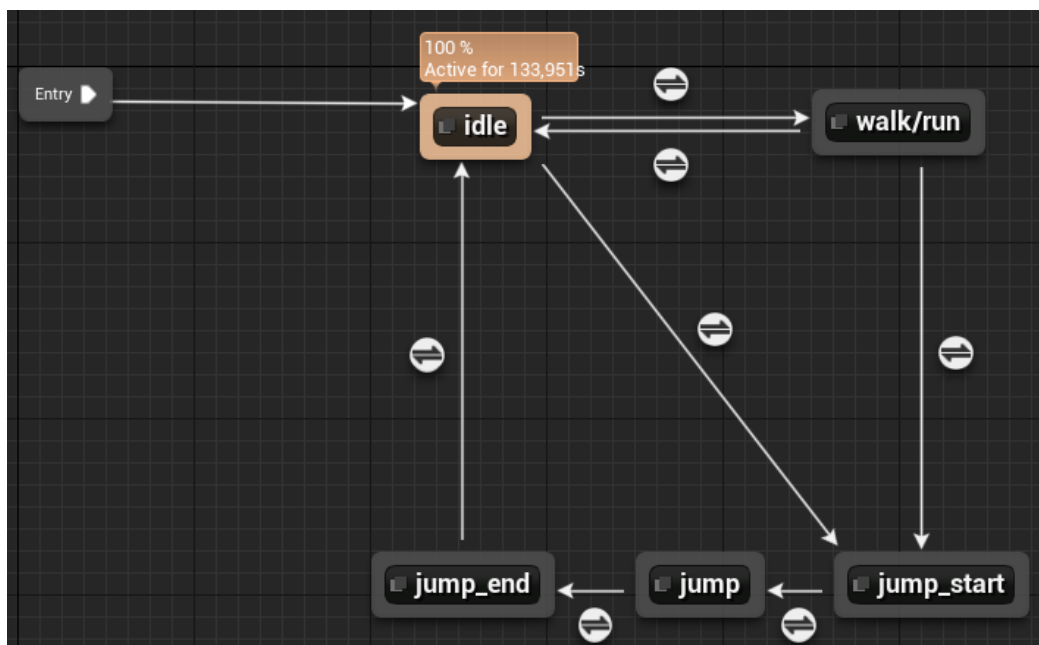 100 %
Active for 133,951s
Entry
idle
walk/run
jump_end
jump
jump_start